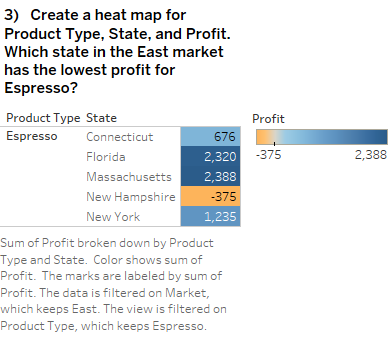 3) Create a heat map for
Product Type, State, and Profit.
Which state in the East market
has the lowest profit for
Espresso?
Product Type State
Espresso Connecticut 676
Florida 2,320
Massachusetts 2,388
New Hampshire -375
New York 1,235
Profit
-375 2,388
Sum of Profit broken down by Product
Type and State. Color shows sum of
Profit. The marks are labeled by sum of
Profit. The data is filtered on Market,
which keeps East. The view is filtered on
Product Type, which keeps Espresso.